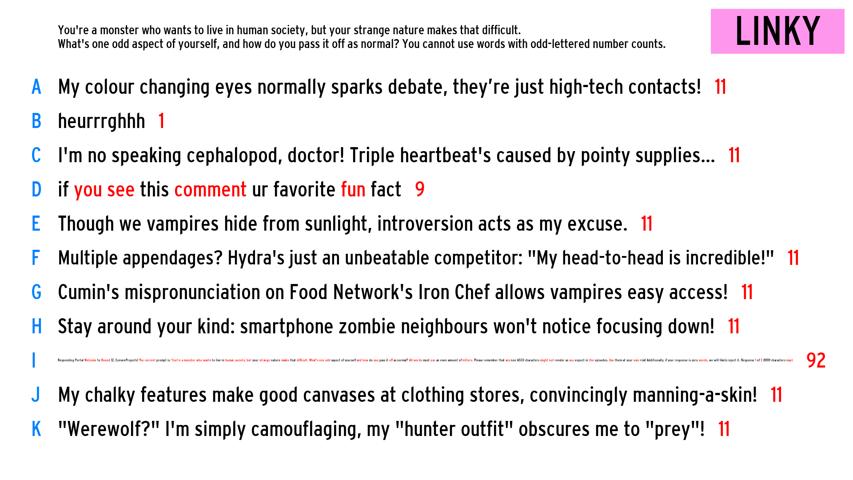 You're a monster who wants to live in human society, but your strange nature makes that difficult.
What's one odd aspect of yourself, and how do you pass it off as normal? You cannot use words with odd-lettered number counts.
LINKY
A My colour changing eyes normally sparks debate, they’re just high-tech contacts! 11
B heurrrghhh 1
C I'm no speaking cephalopod, doctor! Triple heartbeat's caused by pointy supplies... 11
D if you see this comment ur favorite fun fact 9
E Though we vampires hide from sunlight, introversion acts as my excuse. 11
F Multiple appendages? Hydra's just an unbeatable competitor: "My head-to-head is incredible!" 11
G Cumin's mispronunciation on Food Network's Iron Chef allows vampires easy access! 11
H Stay around your kind: smartphone zombie neighbours won't notice focusing down! 11
I 92
J My chalky features make good canvases at clothing stores, convincingly manning-a-skin! 11
K "Werewolf?" I'm simply camouflaging, my "hunter outfit" obscures me to "prey"! 11